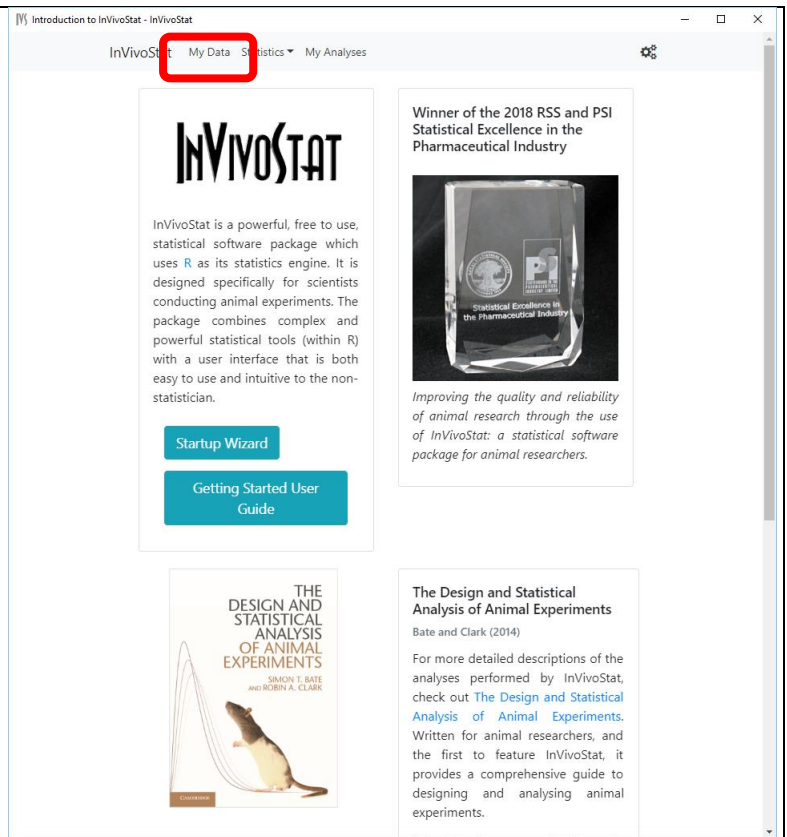 IVS Introduction to InVivoStat - InVivoStat
InVivoStat My Data Statistics My Analyses
INVIVOSTAT
InVivoStat is a powerful, free to use,
statistical software package which
uses R as its statistics engine. It is
designed specifically for scientists
conducting animal experiments. The
package combines complex and
powerful statistical tools (within R)
with a user interface that is both
easy to use and intuitive to the non-
statistician.
Startup Wizard
Getting Started User
Guide
Winner of the 2018 RSS and PSI
Statistical Excellence in the
Pharmaceutical Industry
PSI
Statistical Excellence in
the Pharmaceutical Industry
Improving the quality and reliability
of animal research through the use
of InVivoStat: a statistical software
package for animal researchers.
THE
DESIGN AND
STATISTICAL
ANALYSIS
OF ANIMAL
EXPERIMENTS
SIMON T. BATE
AND ROBIN A. CLARK
CAMBRIDGE
The Design and Statistical
Analysis of Animal Experiments
Bate and Clark (2014)
For more detailed descriptions of the
analyses performed by InVivoStat,
check out The Design and Statistical
Analysis of Animal Experiments.
Written for animal researchers, and
the first to feature InVivoStat, it
provides a comprehensive guide to
designing and analysing animal
experiments.